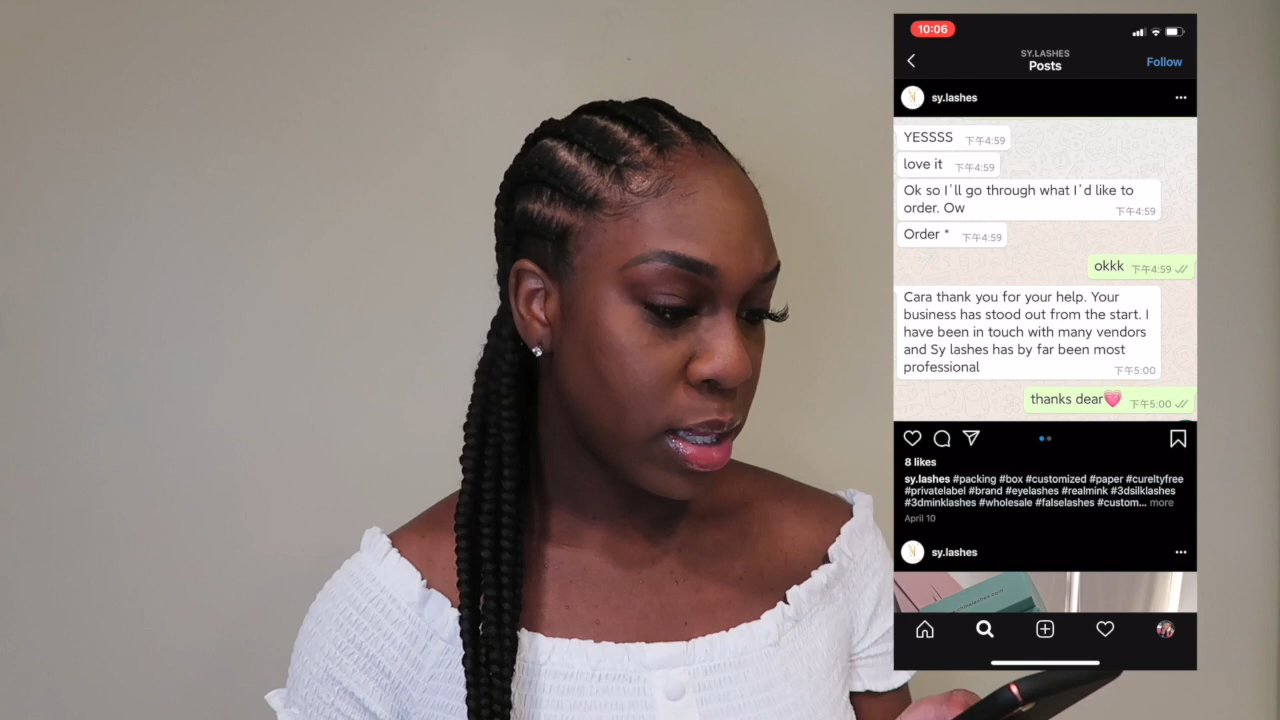 10:06
SY.LASHES
Posts
Follow
sy.lashes
YESSSS 下午4:59
love it 下午4:59
Ok so I'll go through what I'd like to
order. Ow 下午4:59
Order * 下午4:59
okkk 下午4:59
Cara thank you for your help. Your
business has stood out from the start. I
have been in touch with many vendors
and Sy lashes has by far been most
professional 下午5:00
thanks dear💗 下午5:00
8 likes
sy.lashes #packing #box #customized #paper #cureltyfree
#privatelabel #brand #eyelashes #realmink #3dsilklashes
#3dminklashes #wholesale #falselashes #custom... more
April 10
sy.lashes